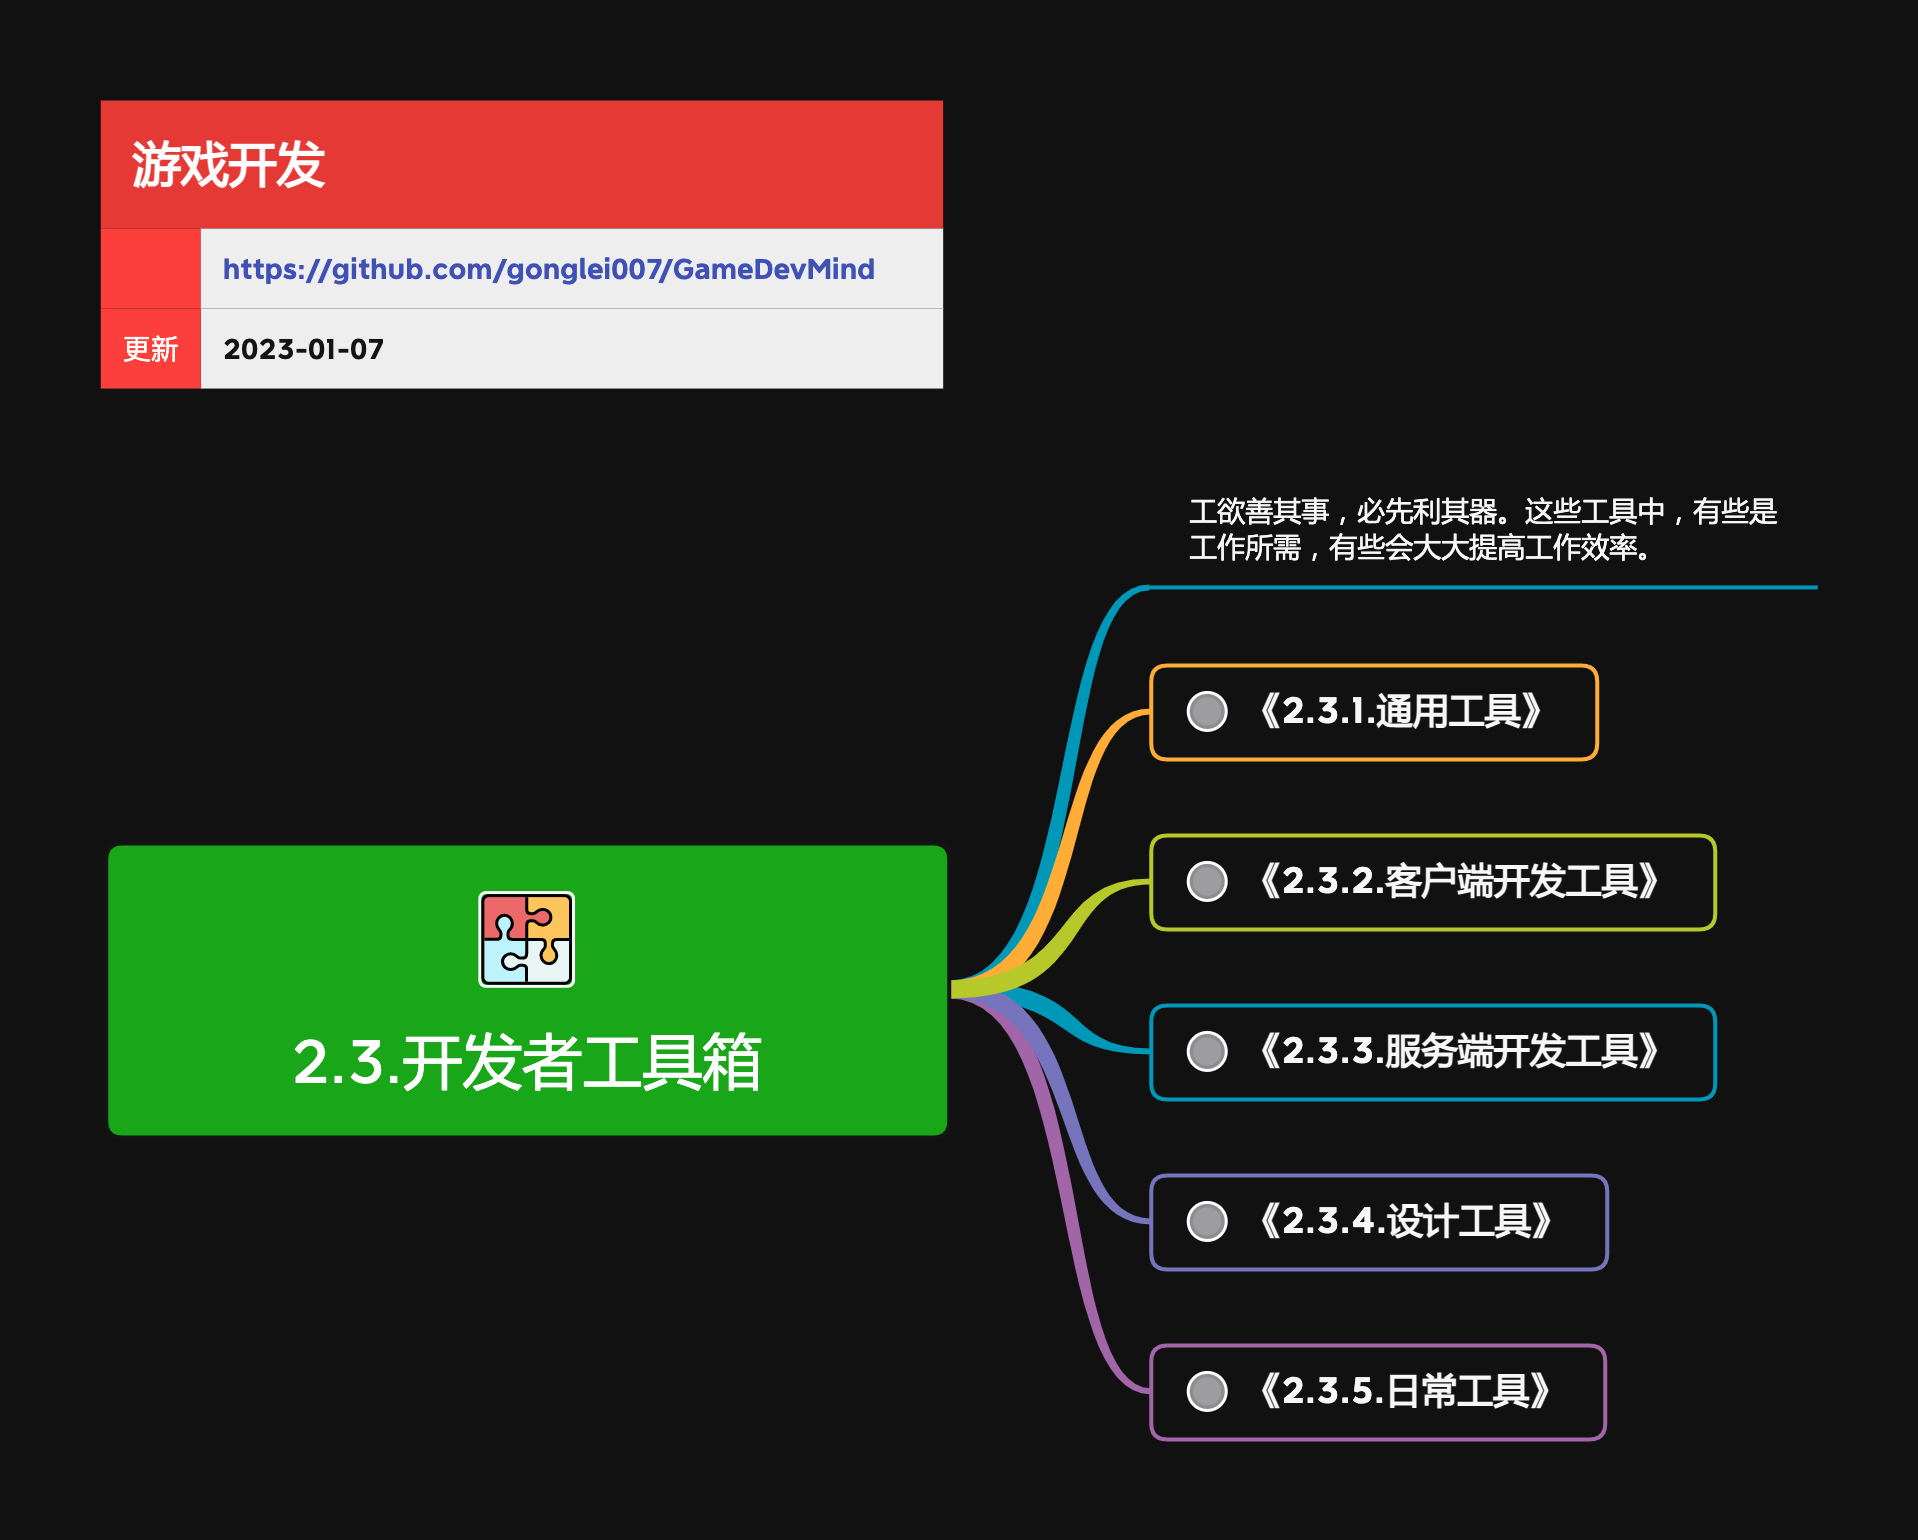 游戏开发
https://github.com/gonglei007/GameDevMind
更新 2023-01-07
工欲善其事，必先利其器。这些工具中，有些是
工作所需，有些会大大提高工作效率。
《2.3.1.通用工具》
《2.3.2.客户端开发工具》
2.3.开发者工具箱
《2.3.3.服务端开发工具》
《2.3.4.设计工具》
《2.3.5.日常工具》